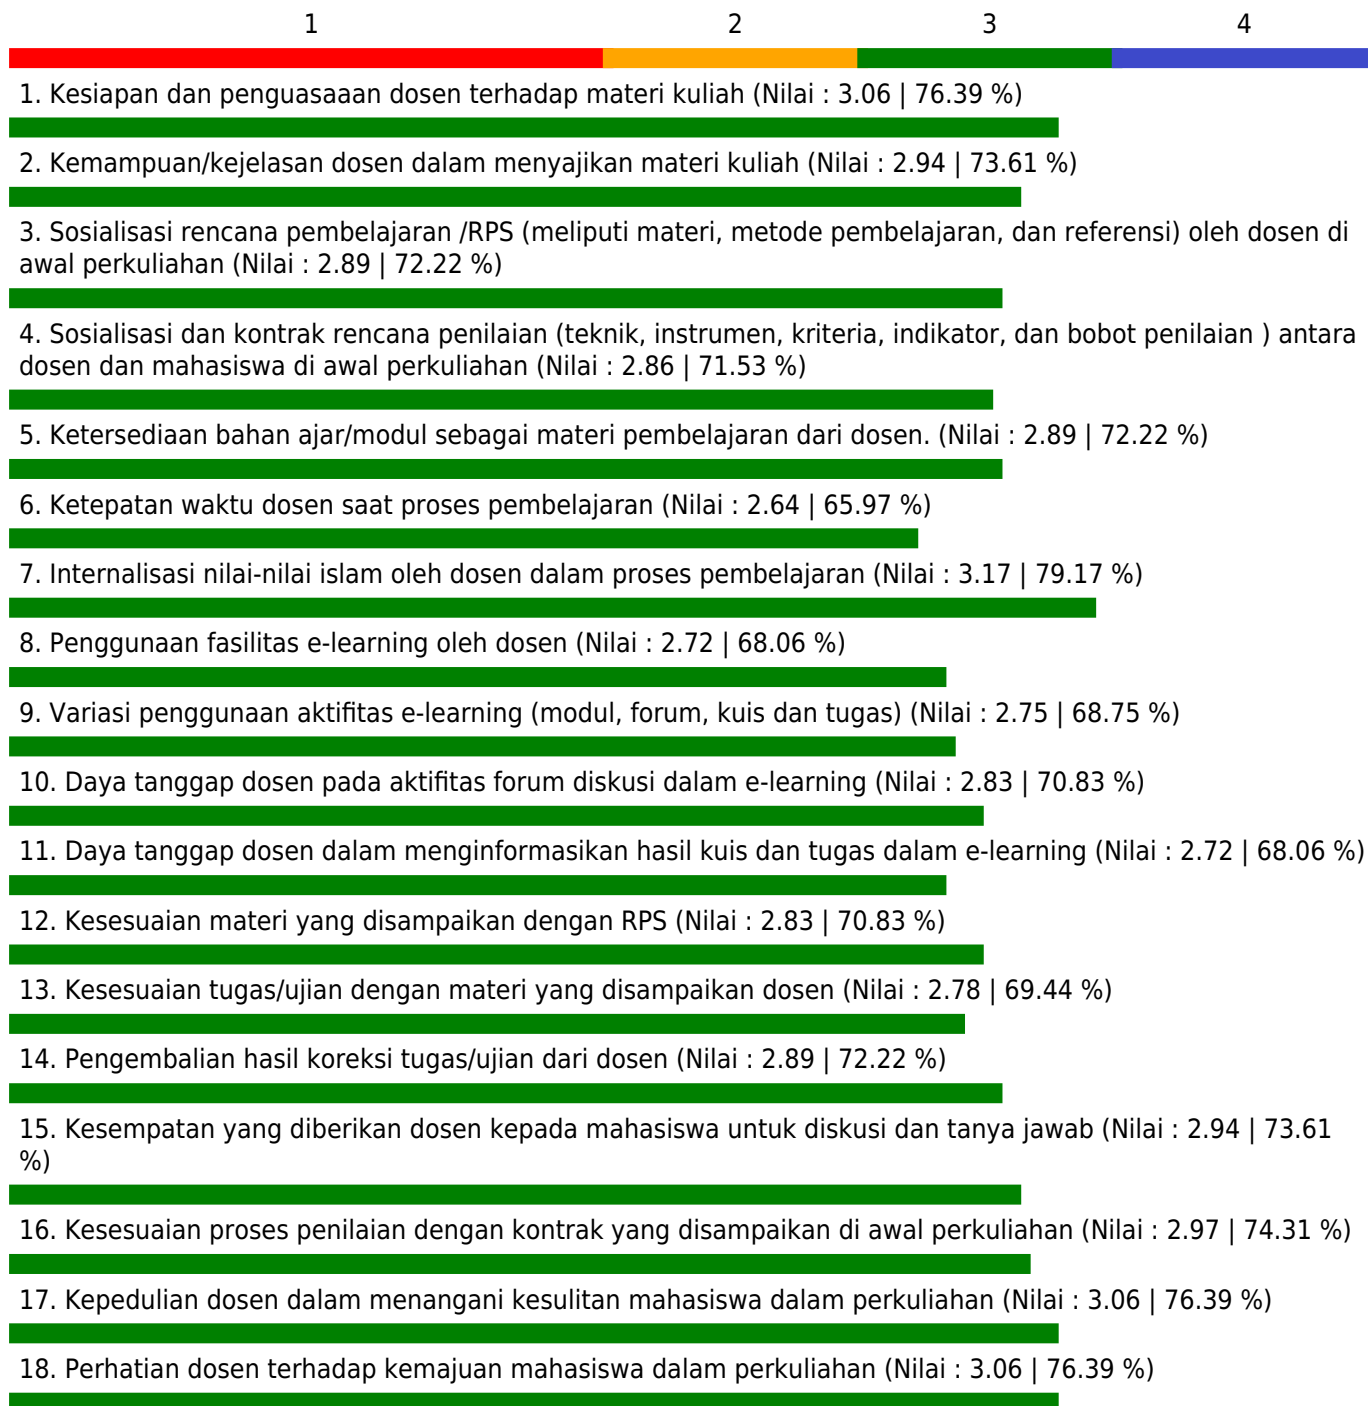 1 2 3 4
1. Kesiapan dan penguasaaan dosen terhadap materi kuliah (Nilai : 3.06 | 76.39 %)
2. Kemampuan/kejelasan dosen dalam menyajikan materi kuliah (Nilai : 2.94 | 73.61 %)
3. Sosialisasi rencana pembelajaran /RPS (meliputi materi, metode pembelajaran, dan referensi) oleh dosen di
awal perkuliahan (Nilai : 2.89 | 72.22 %)
4. Sosialisasi dan kontrak rencana penilaian (teknik, instrumen, kriteria, indikator, dan bobot penilaian ) antara
dosen dan mahasiswa di awal perkuliahan (Nilai : 2.86 | 71.53 %)
5. Ketersediaan bahan ajar/modul sebagai materi pembelajaran dari dosen. (Nilai : 2.89 | 72.22 %)
6. Ketepatan waktu dosen saat proses pembelajaran (Nilai : 2.64 | 65.97 %)
7. Internalisasi nilai-nilai islam oleh dosen dalam proses pembelajaran (Nilai : 3.17 | 79.17 %)
8. Penggunaan fasilitas e-learning oleh dosen (Nilai : 2.72 | 68.06 %)
9. Variasi penggunaan aktifitas e-learning (modul, forum, kuis dan tugas) (Nilai : 2.75 | 68.75 %)
10. Daya tanggap dosen pada aktifitas forum diskusi dalam e-learning (Nilai : 2.83 | 70.83 %)
11. Daya tanggap dosen dalam menginformasikan hasil kuis dan tugas dalam e-learning (Nilai : 2.72 | 68.06 %)
12. Kesesuaian materi yang disampaikan dengan RPS (Nilai : 2.83 | 70.83 %)
13. Kesesuaian tugas/ujian dengan materi yang disampaikan dosen (Nilai : 2.78 | 69.44 %)
14. Pengembalian hasil koreksi tugas/ujian dari dosen (Nilai : 2.89 | 72.22 %)
15. Kesempatan yang diberikan dosen kepada mahasiswa untuk diskusi dan tanya jawab (Nilai : 2.94 | 73.61
%)
16. Kesesuaian proses penilaian dengan kontrak yang disampaikan di awal perkuliahan (Nilai : 2.97 | 74.31 %)
17. Kepedulian dosen dalam menangani kesulitan mahasiswa dalam perkuliahan (Nilai : 3.06 | 76.39 %)
18. Perhatian dosen terhadap kemajuan mahasiswa dalam perkuliahan (Nilai : 3.06 | 76.39 %)